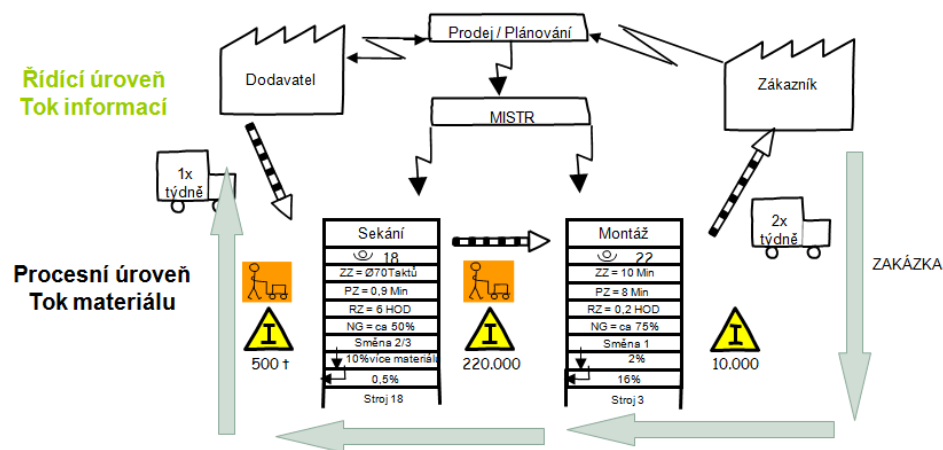 Prodej / Plánování
Dodavatel
Zákazník
Řídící úroveň
Tok informací
MISTR
1x
týdně
2x
týdně
Procesní úroveň
Tok materiálu
ZAKÁZKA
Sekání
18
ZZ = Ø70Taktů
PZ = 0,9 Min
RZ = 6 HOD
NG = ca 50%
Směna 2/3
10%více materiálu
0,5%
Stroj 18
Montáž
22
ZZ = 10 Min
PZ = 8 Min
RZ = 0,2 HOD
NG = ca 75%
Směna 1
2%
16%
Stroj 3
I
500 t
I
220.000
I
10.000